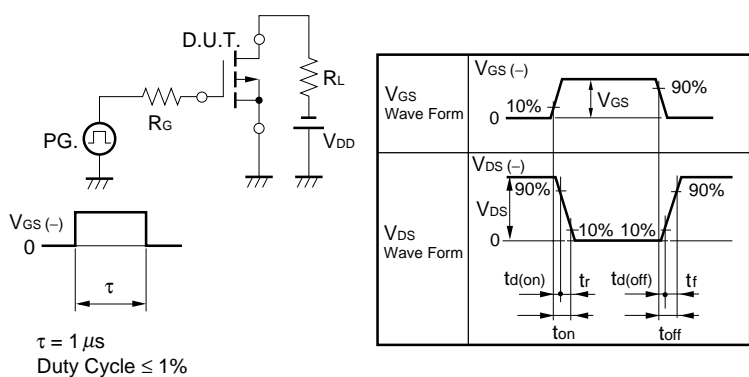 D.U.T.
RL
RG
PG.
VDD
VGS (−)
0
τ
τ = 1 μs
Duty Cycle ≤ 1%
VGS
Wave Form
VGS (−)
10%
VGS
90%
0
VDS
Wave Form
VDS (−)
90%
90%
VDS
10% 10%
0
td(on) tr td(off) tf
ton toff